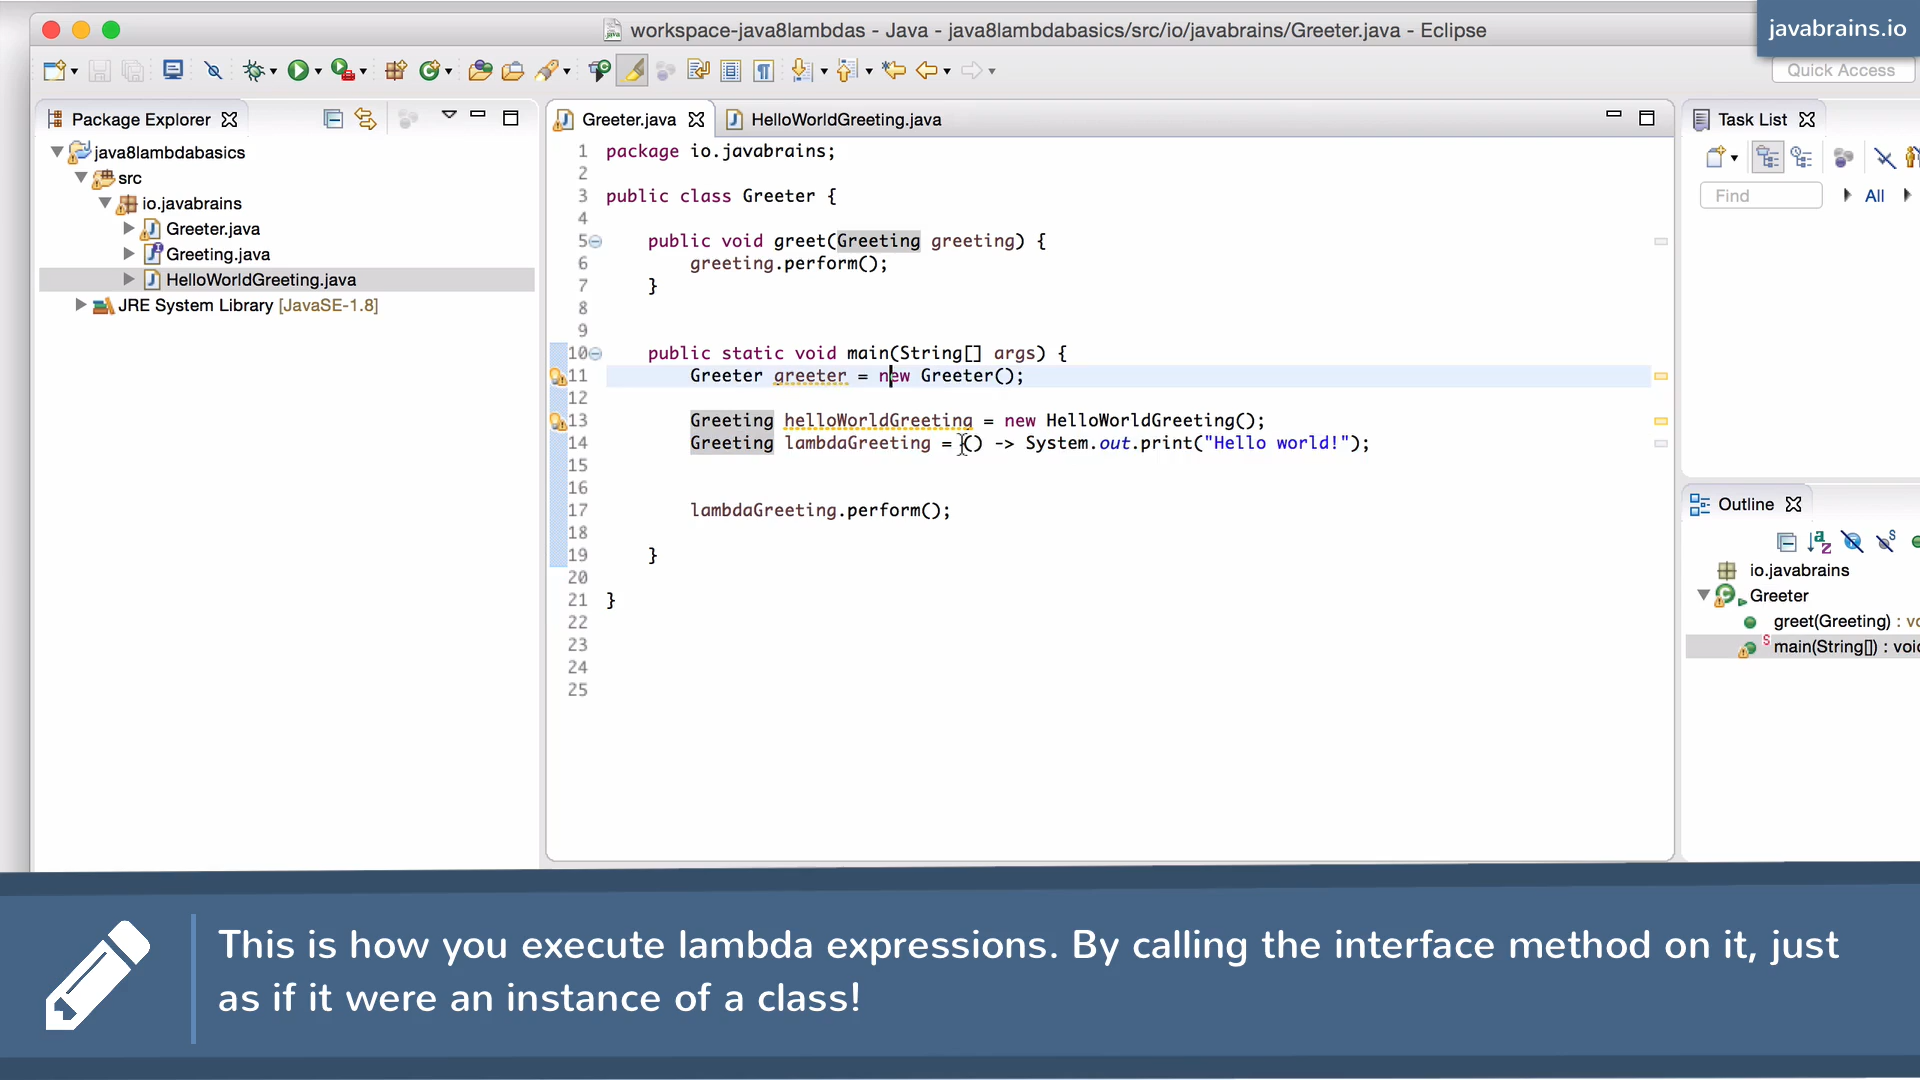 workspace-java8lambdas - Java - java8lambdabasics/src/io/javabrains/Greeter.java - Eclipse
javabrains.io
Quick Access
Package Explorer
java8lambdabasics
src
io.javabrains
Greeter.java
Greeting.java
HelloWorldGreeting.java
JRE System Library [JavaSE-1.8]
Greeter.java
HelloWorldGreeting.java
1 package io.javabrains;
2
3 public class Greeter {
4
5 public void greet(Greeting greeting) {
6 greeting.perform();
7 }
8
9
10 public static void main(String[] args) {
11 Greeter greeter = new Greeter();
12
13 Greeting helloWorldGreeting = new HelloWorldGreeting();
14 Greeting lambdaGreeting = () -> System.out.print("Hello world!");
15
16
17 lambdaGreeting.perform();
18
19 }
20
21 }
22
23
24
25
Task List
Find
All
Outline
io.javabrains
Greeter
greet(Greeting) : vo
main(String[]) : void
This is how you execute lambda expressions. By calling the interface method on it, just
as if it were an instance of a class!